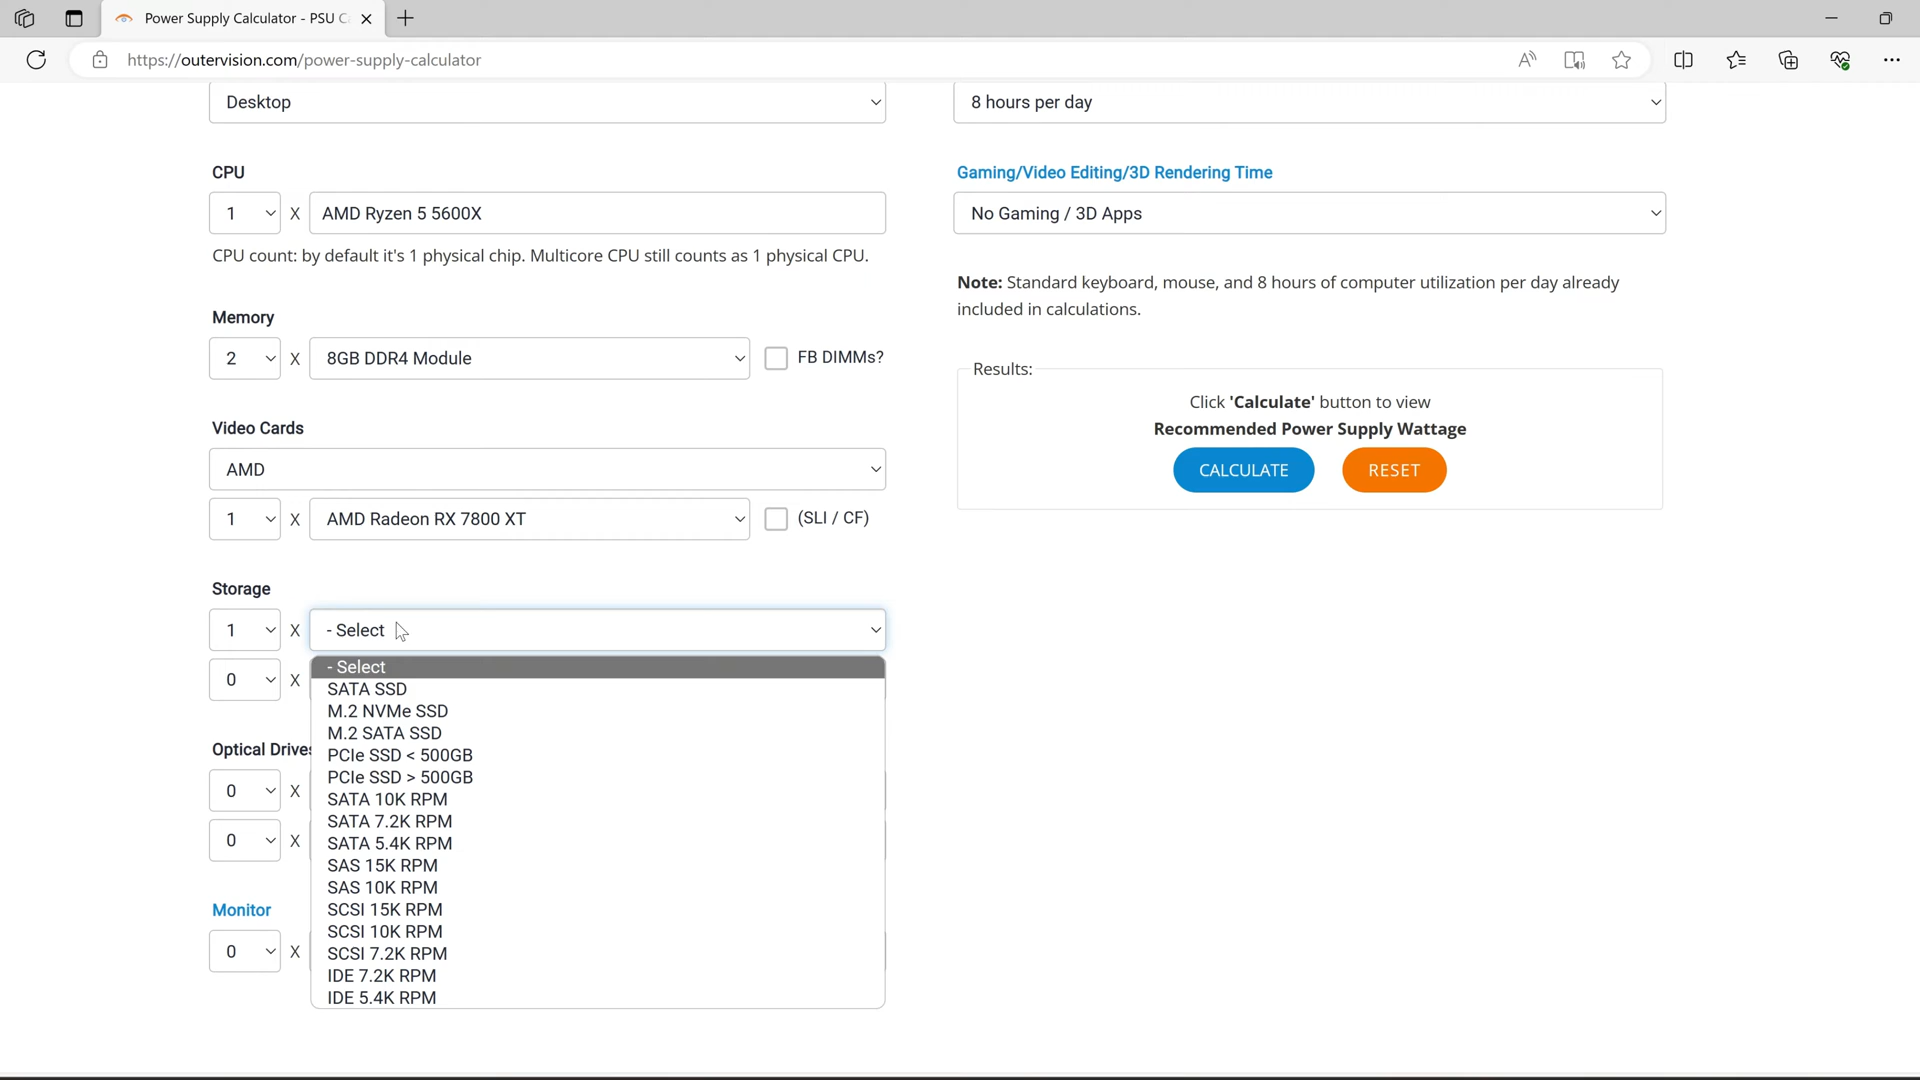 Power Supply Calculator - PSU C
https://outervision.com/power-supply-calculator
Desktop
8 hours per day
CPU
1 X AMD Ryzen 5 5600X
CPU count: by default it's 1 physical chip. Multicore CPU still counts as 1 physical CPU.
Gaming/Video Editing/3D Rendering Time
No Gaming / 3D Apps
Note: Standard keyboard, mouse, and 8 hours of computer utilization per day already
included in calculations.
Memory
2 X 8GB DDR4 Module FB DIMMs?
Results:
Click 'Calculate' button to view
Recommended Power Supply Wattage
CALCULATE RESET
Video Cards
AMD
1 X AMD Radeon RX 7800 XT (SLI / CF)
Storage
1 X - Select
0 X
- Select
SATA SSD
M.2 NVMe SSD
M.2 SATA SSD
PCIe SSD < 500GB
PCIe SSD > 500GB
SATA 10K RPM
SATA 7.2K RPM
SATA 5.4K RPM
SAS 15K RPM
SAS 10K RPM
SCSI 15K RPM
SCSI 10K RPM
SCSI 7.2K RPM
IDE 7.2K RPM
IDE 5.4K RPM
Optical Drives
0 X
0 X
Monitor
0 X